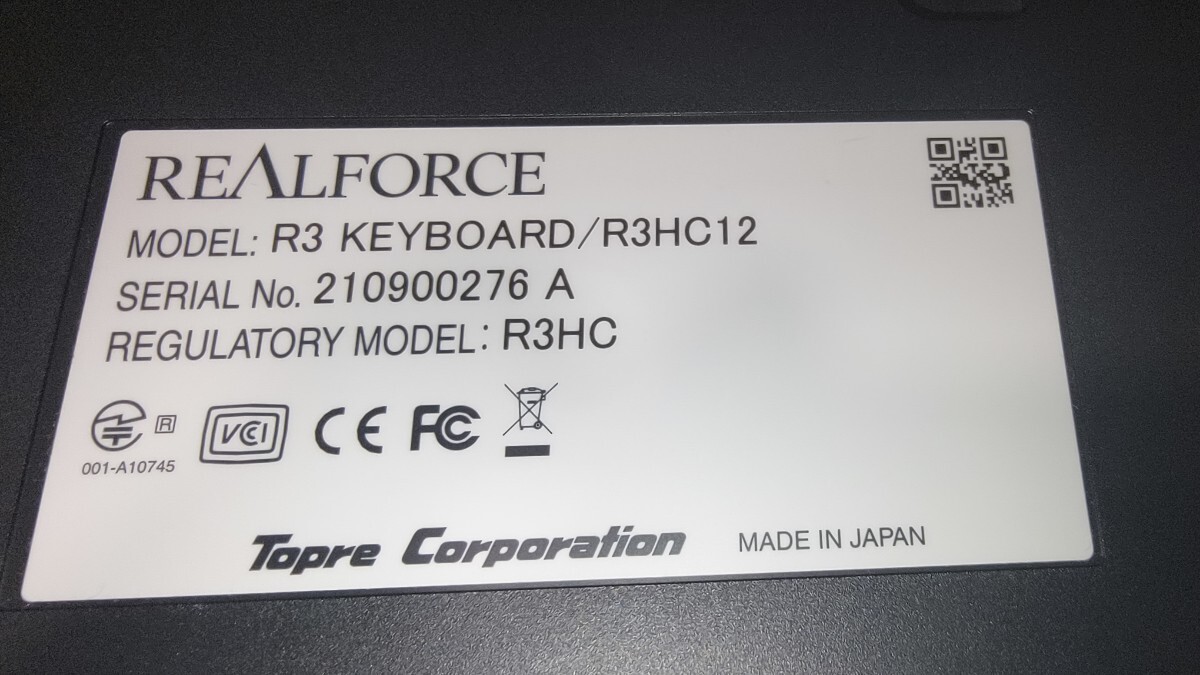 REALFORCE
MODEL: R3 KEYBOARD/R3HC12
SERIAL No. 210900276 A
REGULATORY MODEL: R3HC
R
001-A10745
VCI
CE
FC
Topre Corporation
MADE IN JAPAN